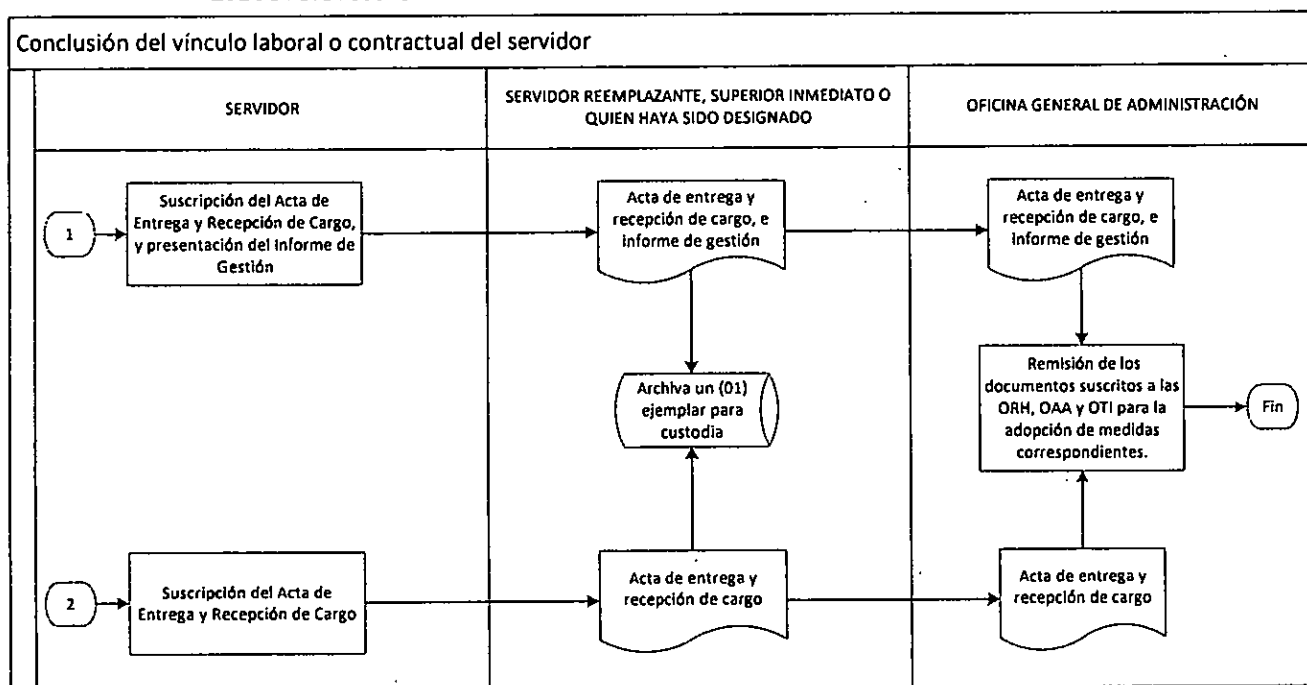 Conclusión del vínculo laboral o contractual del servidor
SERVIDOR
SERVIDOR REEMPLAZANTE, SUPERIOR INMEDIATO O
QUIEN HAYA SIDO DESIGNADO
OFICINA GENERAL DE ADMINISTRACIÓN
1
Suscripción del Acta de
Entrega y Recepción de Cargo,
y presentación del Informe de
Gestión
Acta de entrega y
recepción de cargo, e
informe de gestión
Acta de entrega y
recepción de cargo, e
informe de gestión
Archiva un (01)
ejemplar para
custodia
Remisión de los
documentos suscritos a las
ORH, OAA y OTI para la
adopción de medidas
correspondientes.
Fin
2
Suscripción del Acta de
Entrega y Recepción de Cargo
Acta de entrega y
recepción de cargo
Acta de entrega y
recepción de cargo